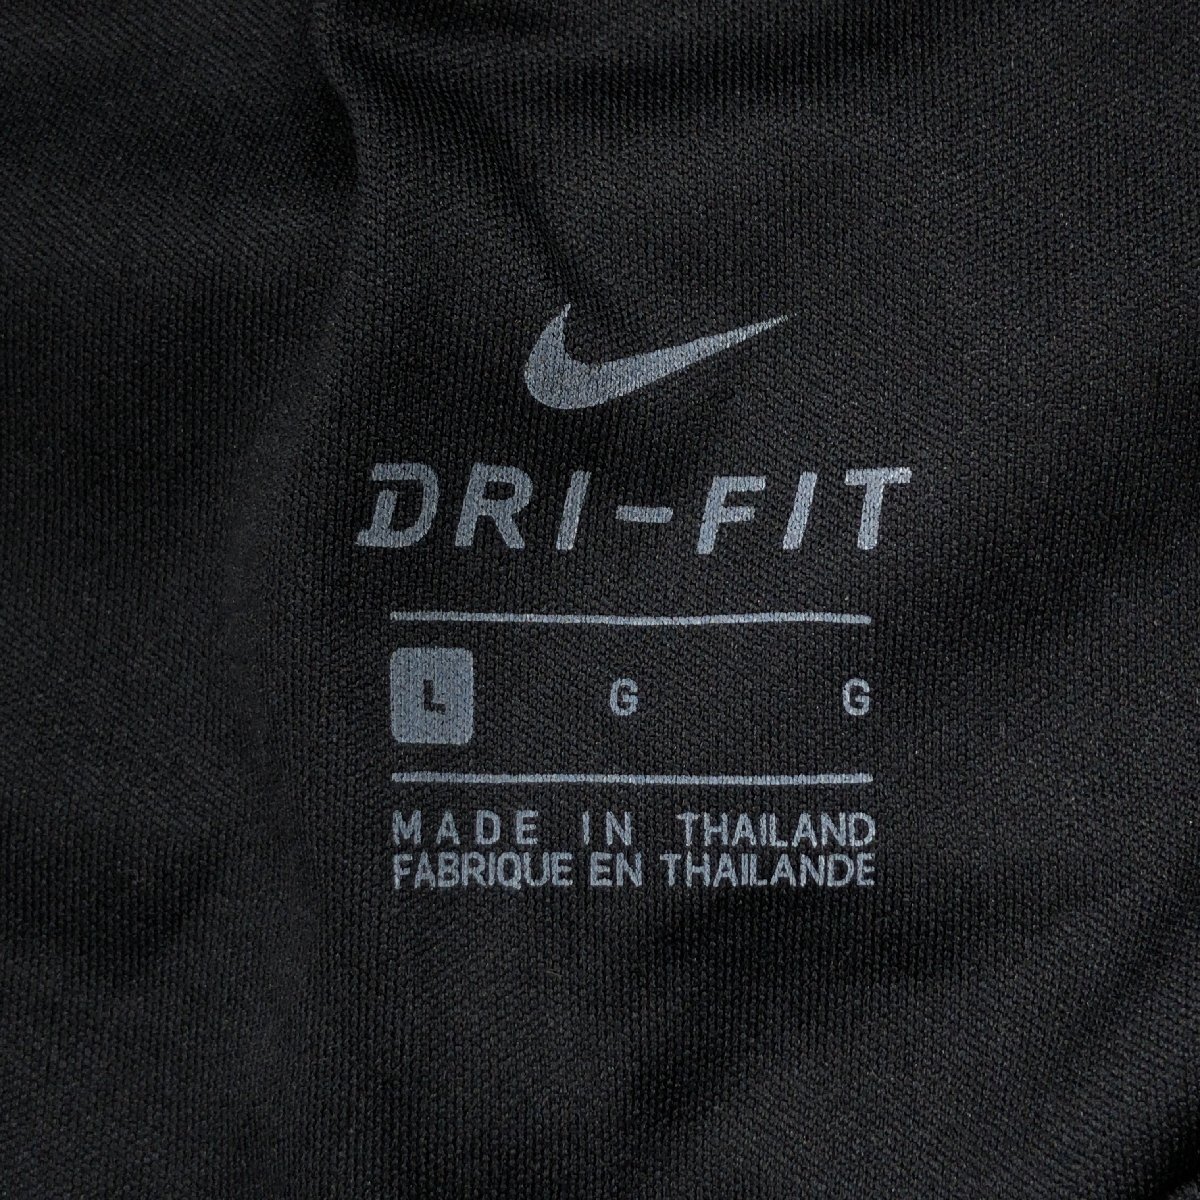 DRI-FIT
L G G
MADE IN THAILAND
FABRIQUE EN THAILANDE